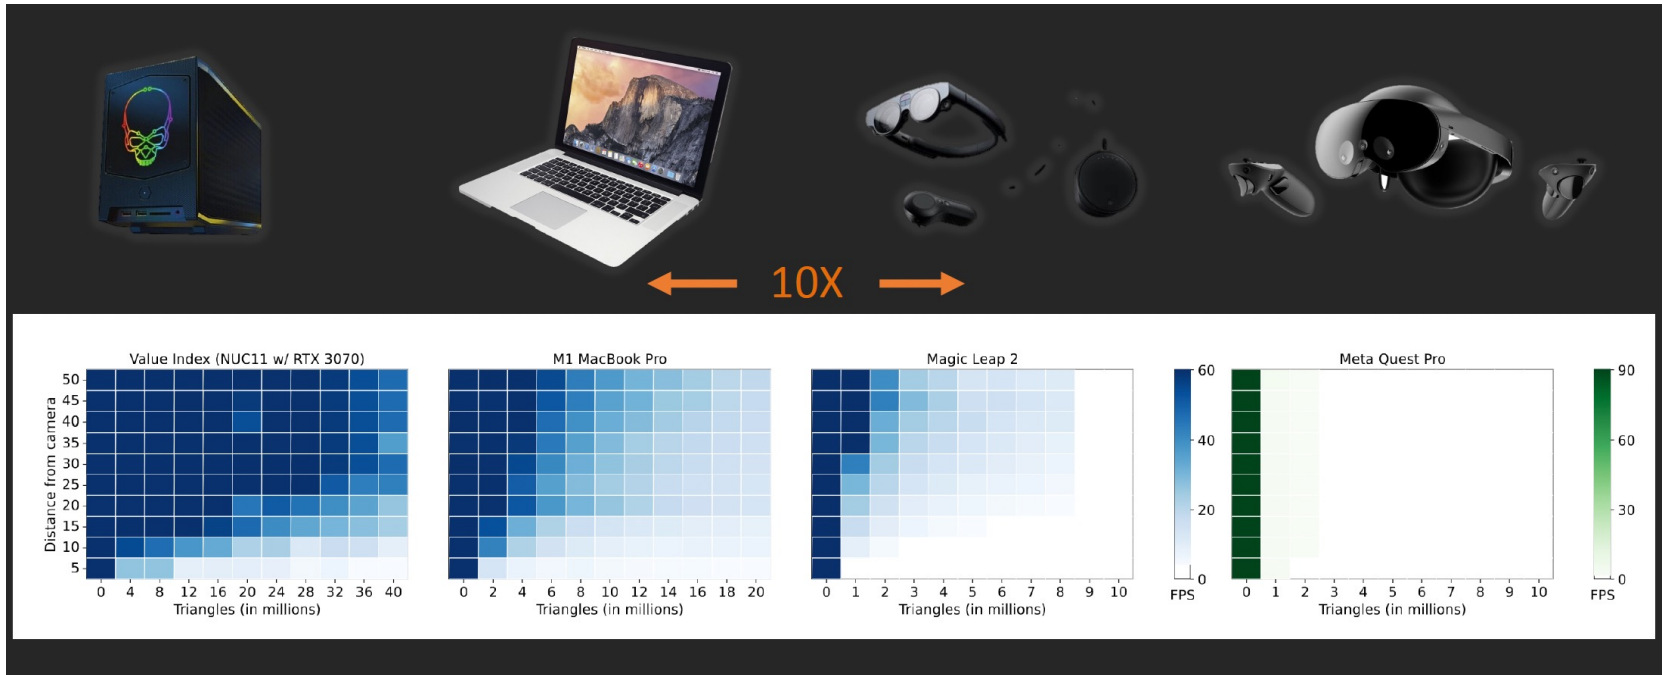 10X
Value Index (NUC11 w/ RTX 3070)
Distance from camera
50
45
40
35
30
25
20
15
10
5
0 4 8 12 16 20 24 28 32 36 40
Triangles (in millions)
M1 MacBook Pro
0 2 4 6 8 10 12 14 16 18 20
Triangles (in millions)
Magic Leap 2
0 1 2 3 4 5 6 7 8 9 10
Triangles (in millions)
60
40
20
0
FPS
Meta Quest Pro
0 1 2 3 4 5 6 7 8 9 10
Triangles (in millions)
90
60
30
0
FPS